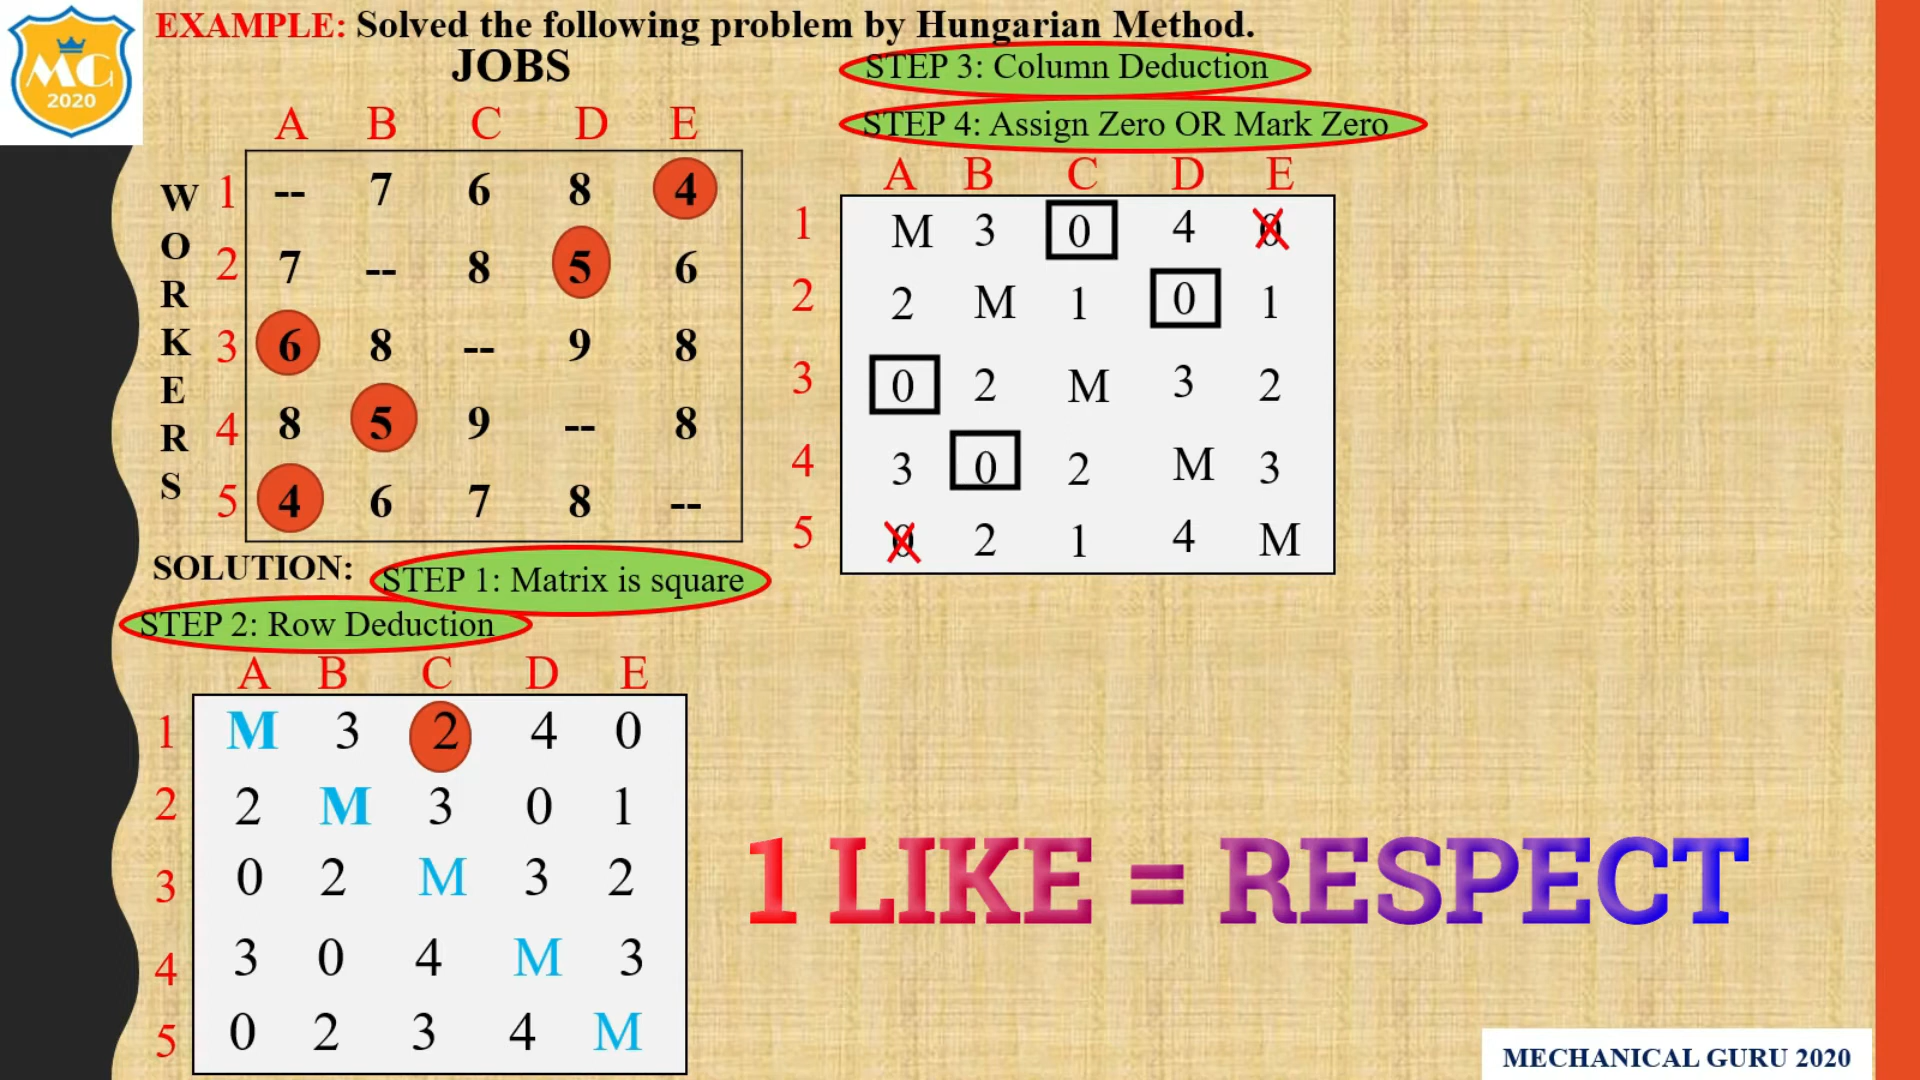 MG
2020
EXAMPLE: Solved the following problem by Hungarian Method.
JOBS
A B C D E
WORKERS
1 -- 7 6 8 4
2 7 -- 8 5 6
3 6 8 -- 9 8
4 8 5 9 -- 8
5 4 6 7 8 --
SOLUTION: STEP 1: Matrix is square
STEP 2: Row Deduction
A B C D E
1 M 3 2 4 0
2 2 M 3 0 1
3 0 2 M 3 2
4 3 0 4 M 3
5 0 2 3 4 M
STEP 3: Column Deduction
STEP 4: Assign Zero OR Mark Zero
A B C D E
1 M 3 0 4 0
2 2 M 1 0 1
3 0 2 M 3 2
4 3 0 2 M 3
5 0 2 1 4 M
1 LIKE = RESPECT
MECHANICAL GURU 2020